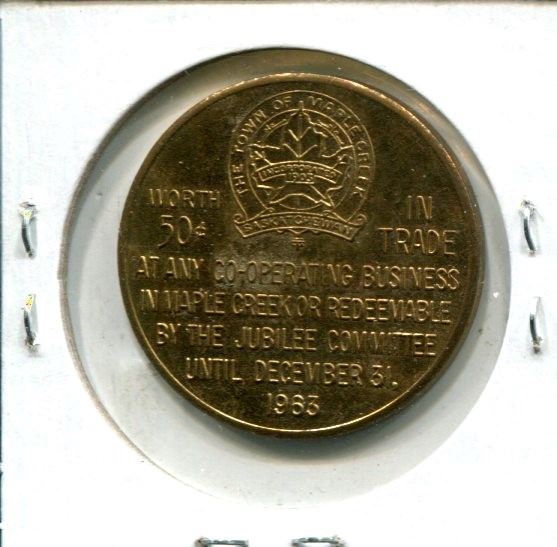 THE TOWN OF MAPLE CREEK
INCORPORATED
1903
SASKATCHEWAN
WORTH
50¢
IN
TRADE
AT ANY CO-OPERATING BUSINESS
IN MAPLE CREEK OR REDEEMABLE
BY THE JUBILEE COMMITTEE
UNTIL DECEMBER 31,
1963